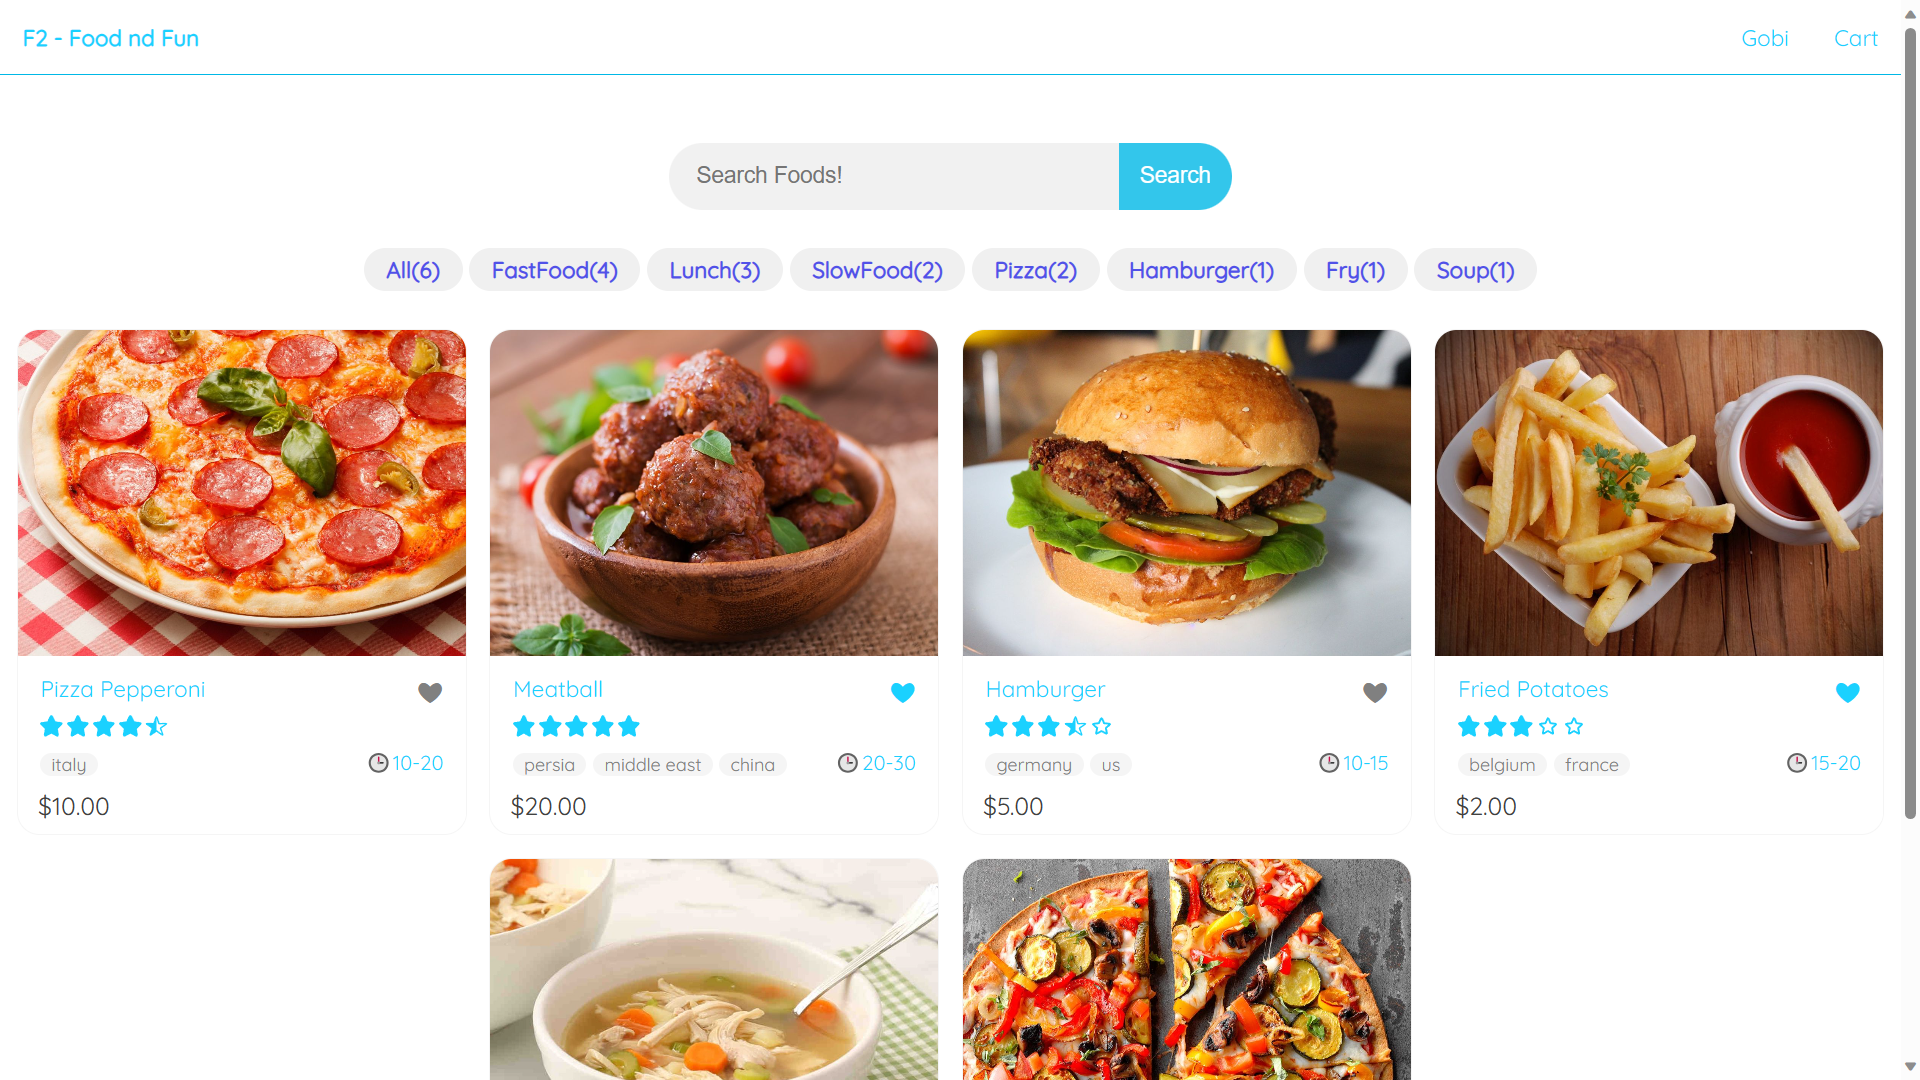 F2 - Food nd Fun
Gobi Cart
Search Foods!
Search
All(6) FastFood(4) Lunch(3) SlowFood(2) Pizza(2) Hamburger(1) Fry(1) Soup(1)
Pizza Pepperoni
italy
10-20
$10.00
Meatball
persia middle east china
20-30
$20.00
Hamburger
germany us
10-15
$5.00
Fried Potatoes
belgium france
15-20
$2.00